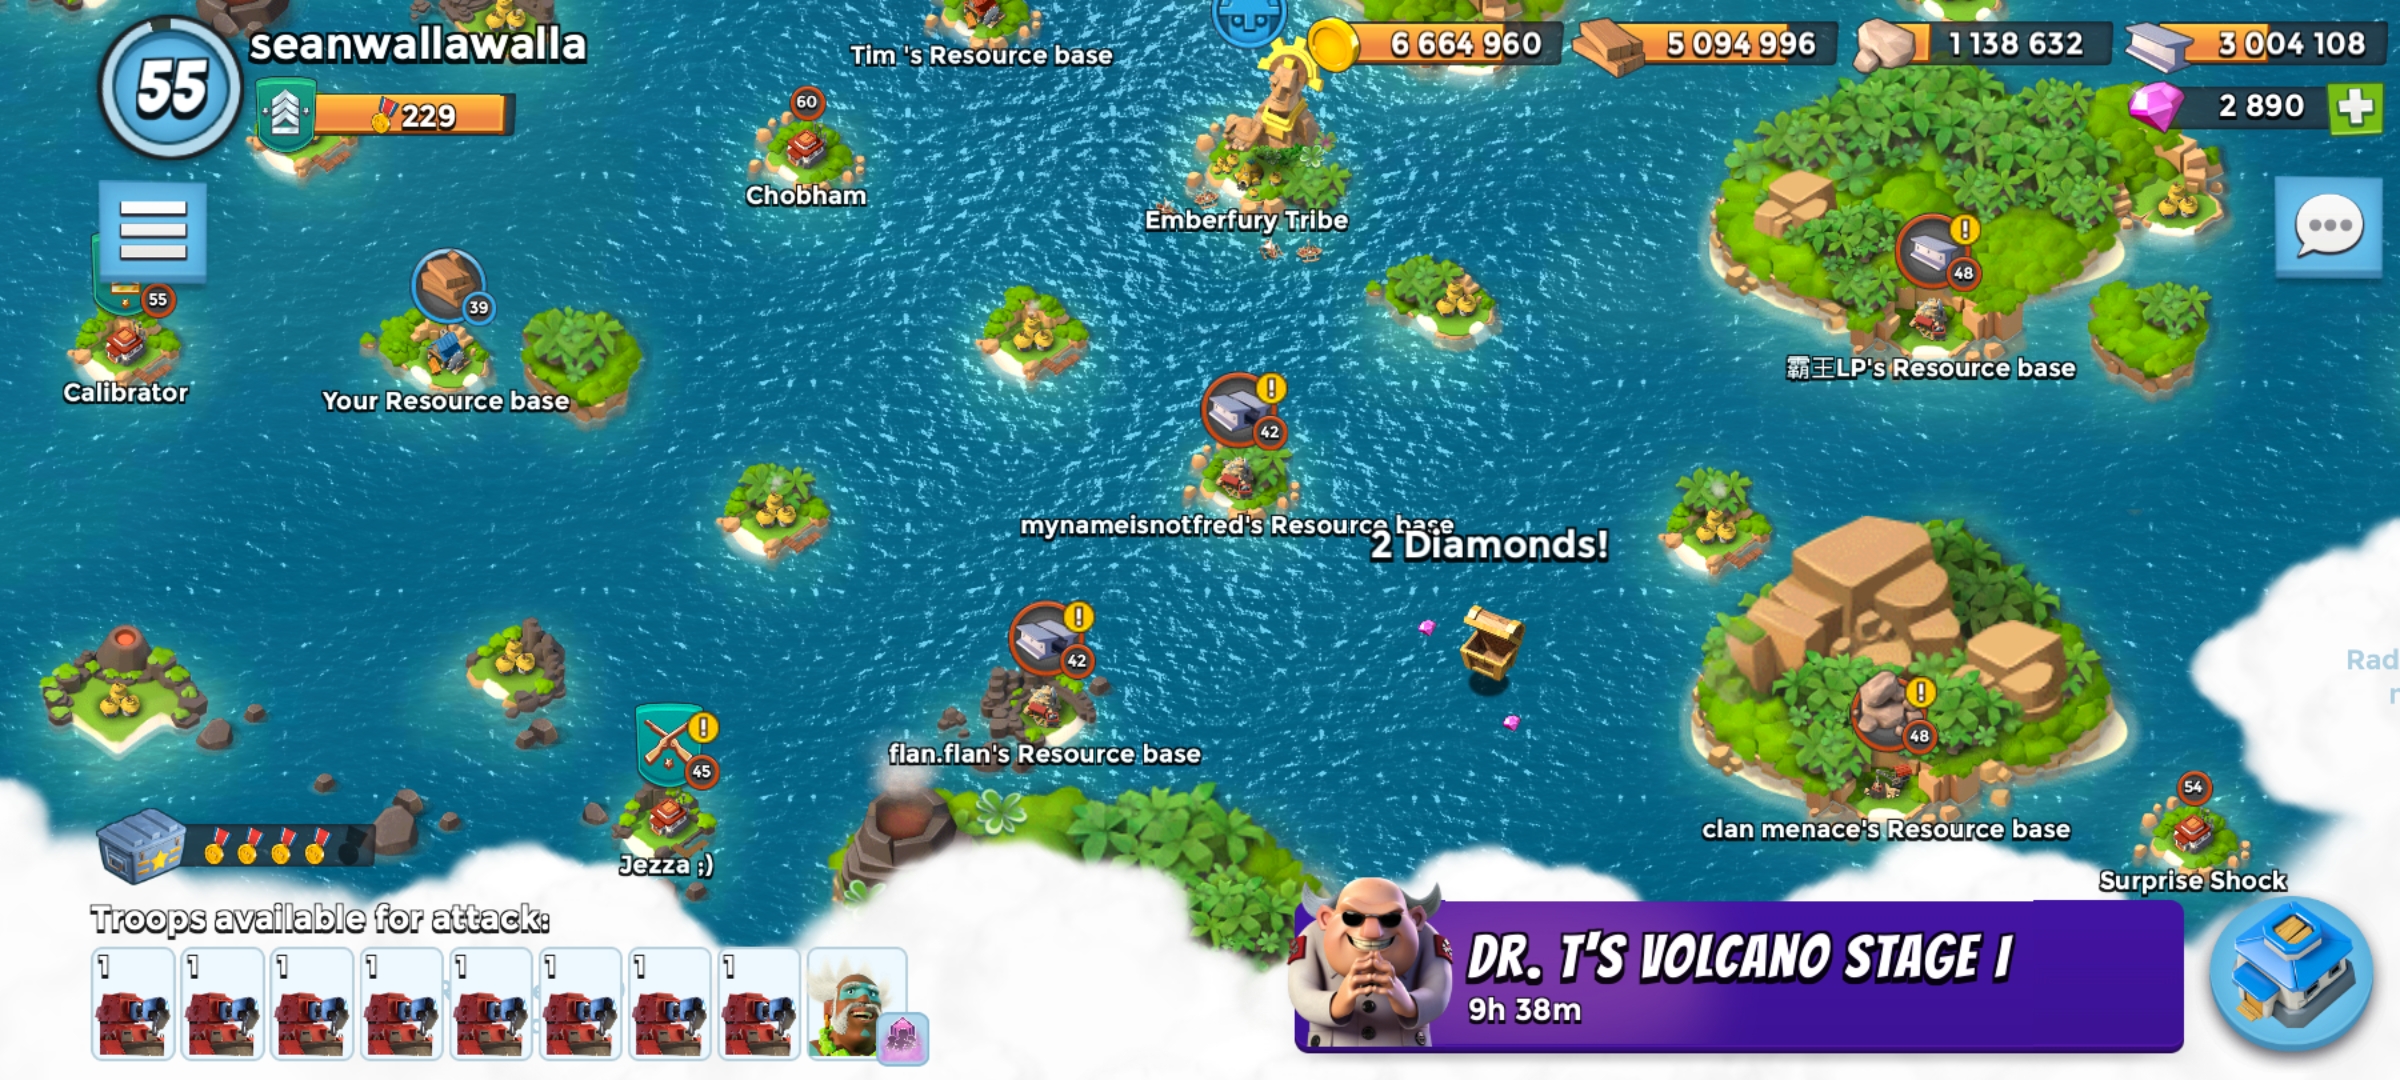 55
seanwallawalla
229
Tim 's Resource base
6 664 960
5 094 996
1 138 632
3 004 108
2 890
60
Chobham
Emberfury Tribe
55
Calibrator
39
Your Resource base
48
霸王LP's Resource base
42
mynameisnotfred's Resource base
2 Diamonds!
42
flan.flan's Resource base
45
Jezza ;)
48
clan menace's Resource base
54
Surprise Shock
Troops available for attack:
1
1
1
1
1
1
1
1
DR. T'S VOLCANO STAGE I
9h 38m